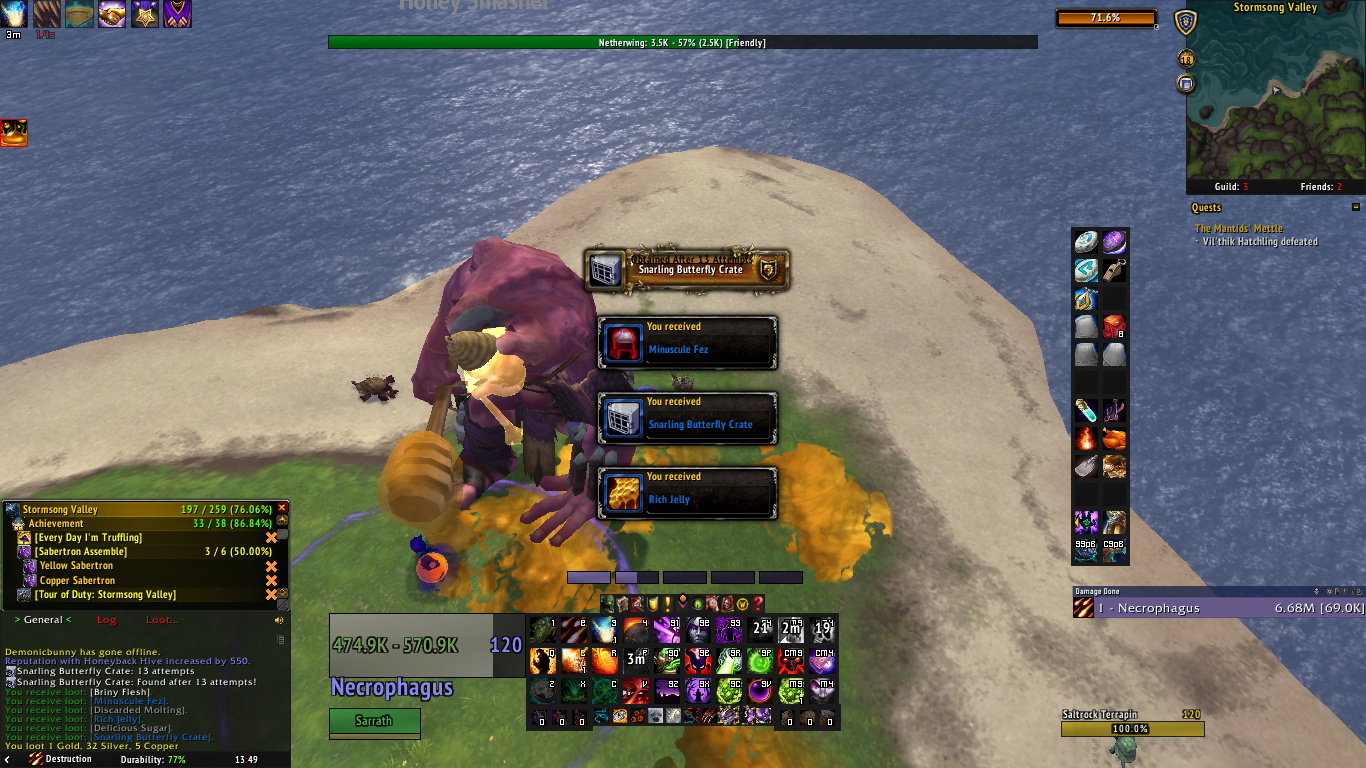 Honey Smasher
3m
1.4s
Netherwing: 3.5K - 57% (2.5K) [Friendly]
71.6%
Stormsong Valley
18
Guild: 3
Friends: 2
Quests
The Mantids' Mettle
- Vil'thik Hatchling defeated
Obtained After 13 Attempts
Snarling Butterfly Crate
You received
Minuscule Fez
You received
Snarling Butterfly Crate
You received
Rich Jelly
Stormsong Valley 197 / 259 (76.06%)
Achievement 33 / 38 (86.84%)
[Every Day I'm Truffling]
[Sabertron Assemble] 3 / 6 (50.00%)
Yellow Sabertron
Copper Sabertron
[Tour of Duty: Stormsong Valley]
> General <
Log
Loot...
Demonicbunny has gone offline.
Reputation with Honeyback Hive increased by 550.
Snarling Butterfly Crate: 13 attempts
Snarling Butterfly Crate: Found after 13 attempts!
You receive loot: [Briny Flesh].
You receive loot: [Minuscule Fez].
You receive loot: [Discarded Molting].
You receive loot: [Rich Jelly].
You receive loot: [Delicious Sugar].
You receive loot: [Snarling Butterfly Crate].
You loot 1 Gold, 32 Silver, 5 Copper
Destruction
Durability: 77%
13:49
474.9K - 570.9K
120
Necrophagus
Sarrath
3m
2m
99pB
C9pB
Damage Done
1 - Necrophagus 6.68M [69.0K]
Saltrock Terrapin 120
100.0%